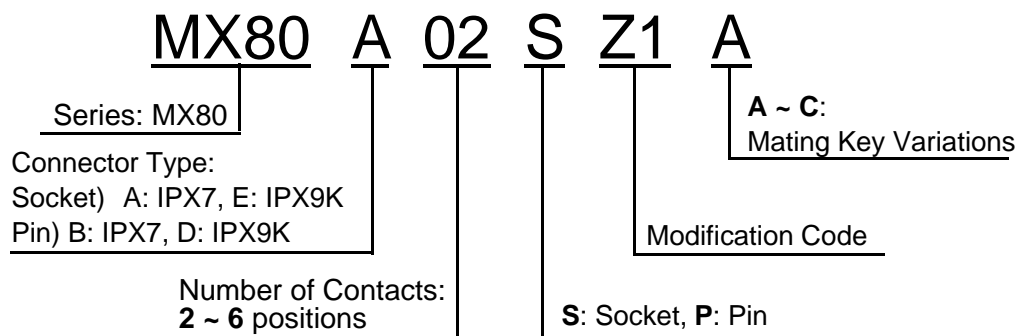 MX80 A 02 S Z1 A
Series: MX80
A ~ C:
Mating Key Variations
Connector Type:
Socket) A: IPX7, E: IPX9K
Pin) B: IPX7, D: IPX9K
Modification Code
Number of Contacts:
2 ~ 6 positions
S: Socket, P: Pin